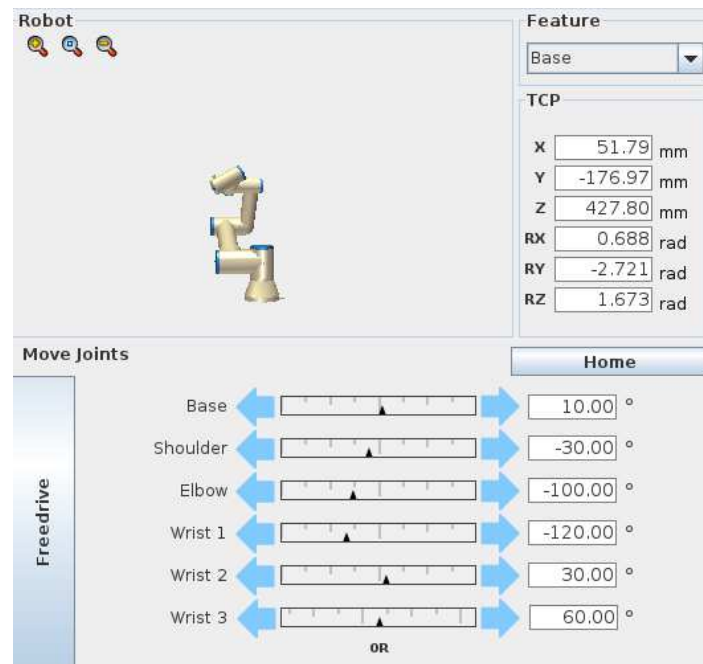 Robot
Feature
Base
TCP
X 51.79 mm
Y -176.97 mm
Z 427.80 mm
RX 0.688 rad
RY -2.721 rad
RZ 1.673 rad
Move Joints
Home
Freedrive
Base 10.00 °
Shoulder -30.00 °
Elbow -100.00 °
Wrist 1 -120.00 °
Wrist 2 30.00 °
Wrist 3 60.00 °
OR